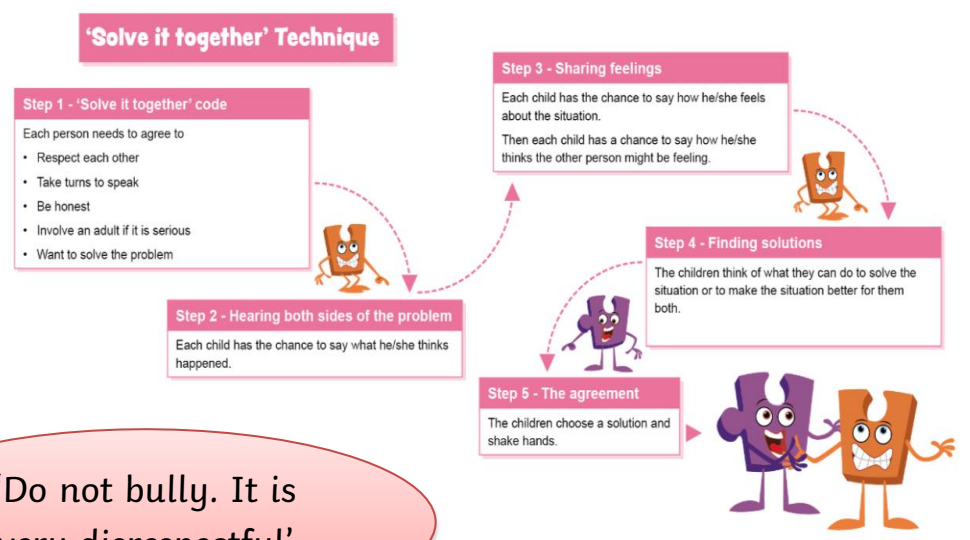 ‘Solve it together’ Technique
Step 1 - ‘Solve it together’ code
Each person needs to agree to
• Respect each other
• Take turns to speak
• Be honest
• Involve an adult if it is serious
• Want to solve the problem
Step 2 - Hearing both sides of the problem
Each child has the chance to say what he/she thinks
happened.
Step 3 - Sharing feelings
Each child has the chance to say how he/she feels
about the situation.
Then each child has a chance to say how he/she
thinks the other person might be feeling.
Step 4 - Finding solutions
The children think of what they can do to solve the
situation or to make the situation better for them
both.
Step 5 - The agreement
The children choose a solution and
shake hands.
‘Do not bully. It is
very disrespectful’